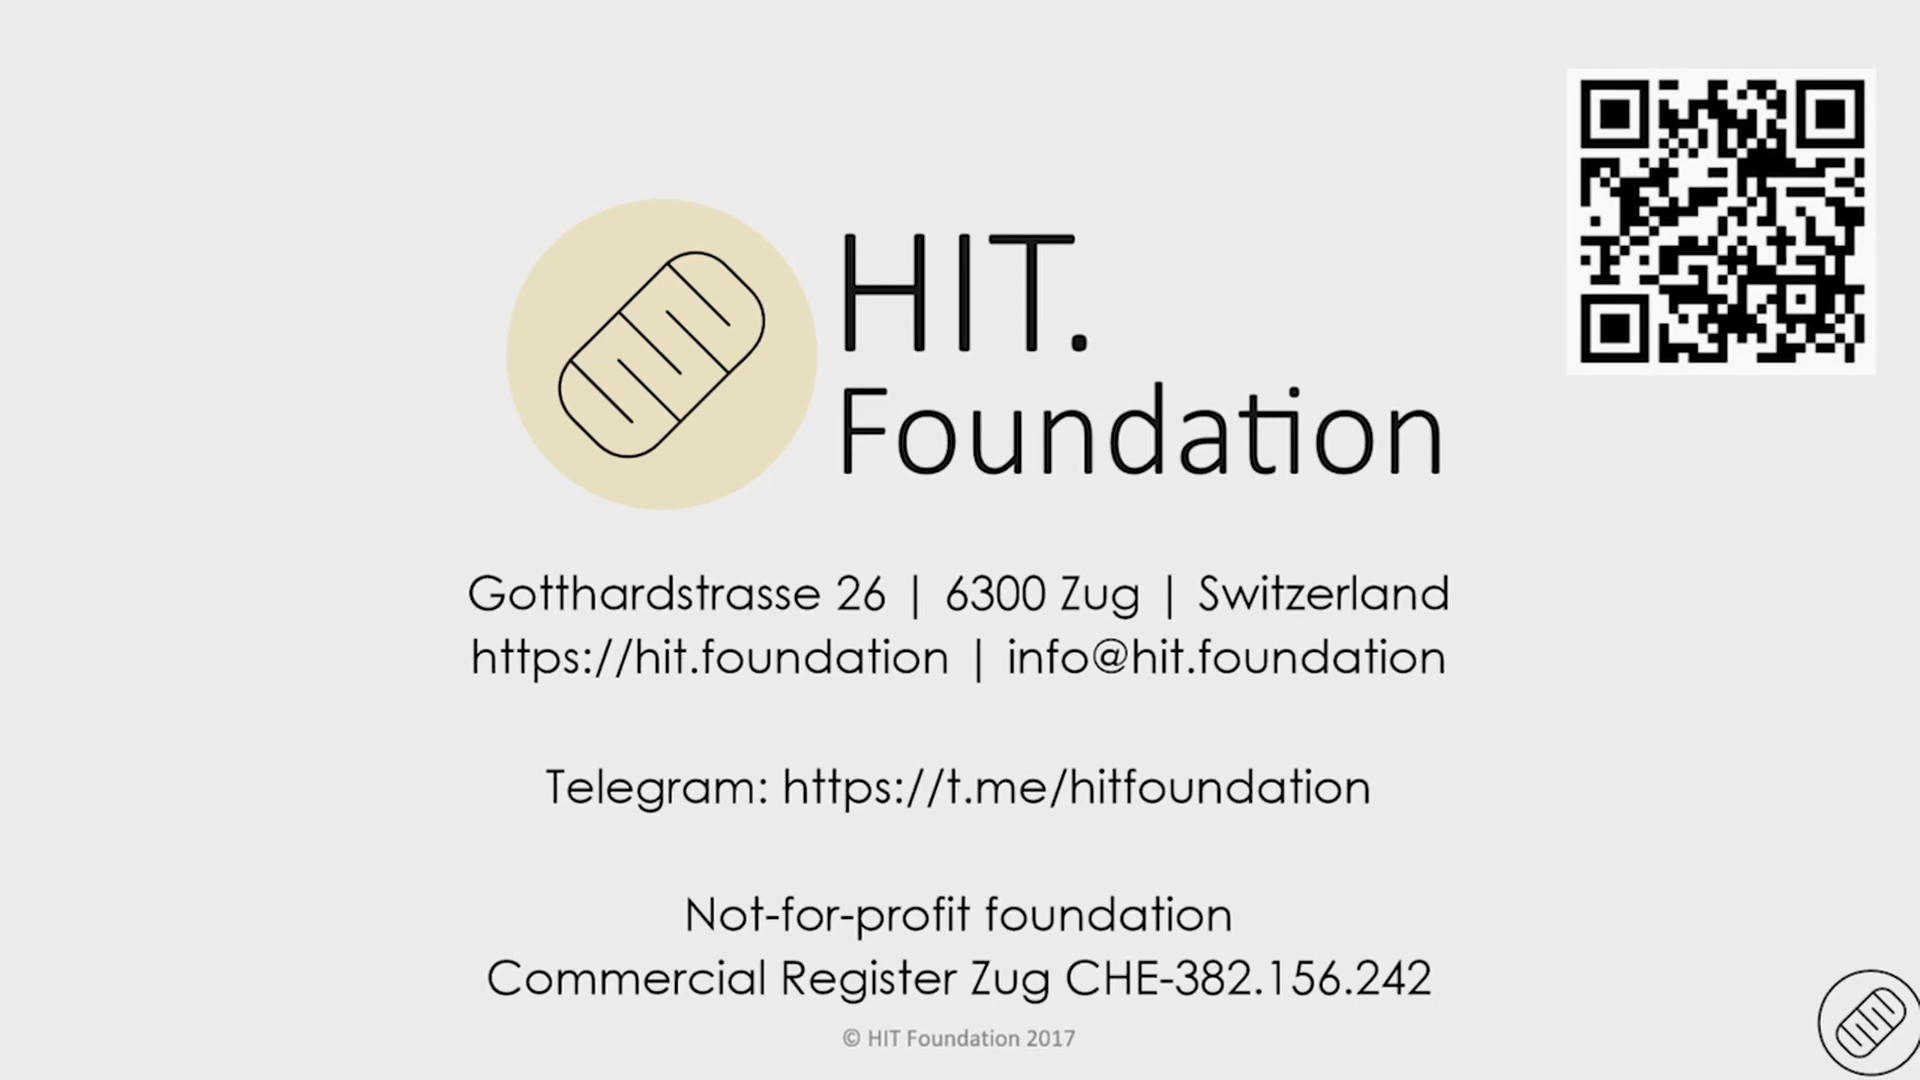 HIT.
Foundation
Gotthardstrasse 26 | 6300 Zug | Switzerland
https://hit.foundation | info@hit.foundation
Telegram: https://t.me/hitfoundation
Not-for-profit foundation
Commercial Register Zug CHE-382.156.242
© HIT Foundation 2017